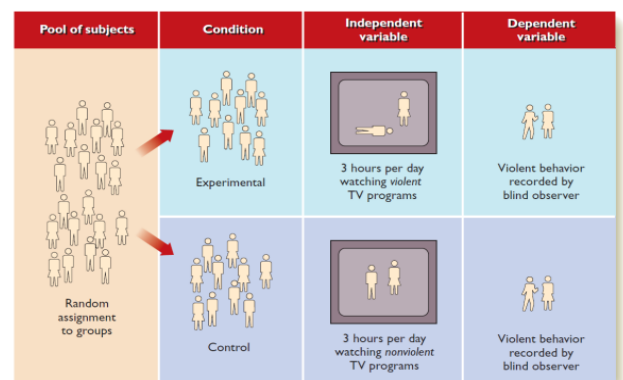 Pool of subjects
Condition
Independent
variable
Dependent
variable
Random
assignment
to groups
Experimental
3 hours per day
watching violent
TV programs
Violent behavior
recorded by
blind observer
Control
3 hours per day
watching nonviolent
TV programs
Violent behavior
recorded by
blind observer